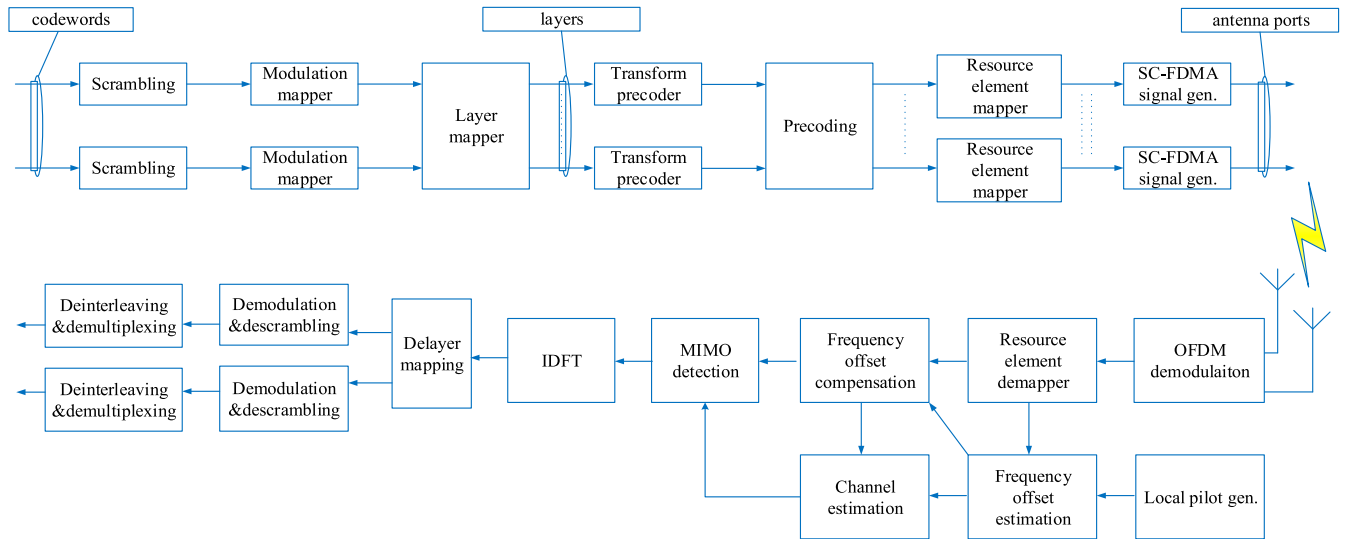 codewords
layers
antenna ports
Scrambling
Modulation
mapper
Layer
mapper
Transform
precoder
Precoding
Resource
element
mapper
SC-FDMA
signal gen.
Scrambling
Modulation
mapper
Transform
precoder
Resource
element
mapper
SC-FDMA
signal gen.
Deinterleaving
&demultiplexing
Demodulation
&descrambling
Delayer
mapping
IDFT
MIMO
detection
Frequency
offset
compensation
Resource
element
demapper
OFDM
demodulaiton
Deinterleaving
&demultiplexing
Demodulation
&descrambling
Channel
estimation
Frequency
offset
estimation
Local pilot gen.